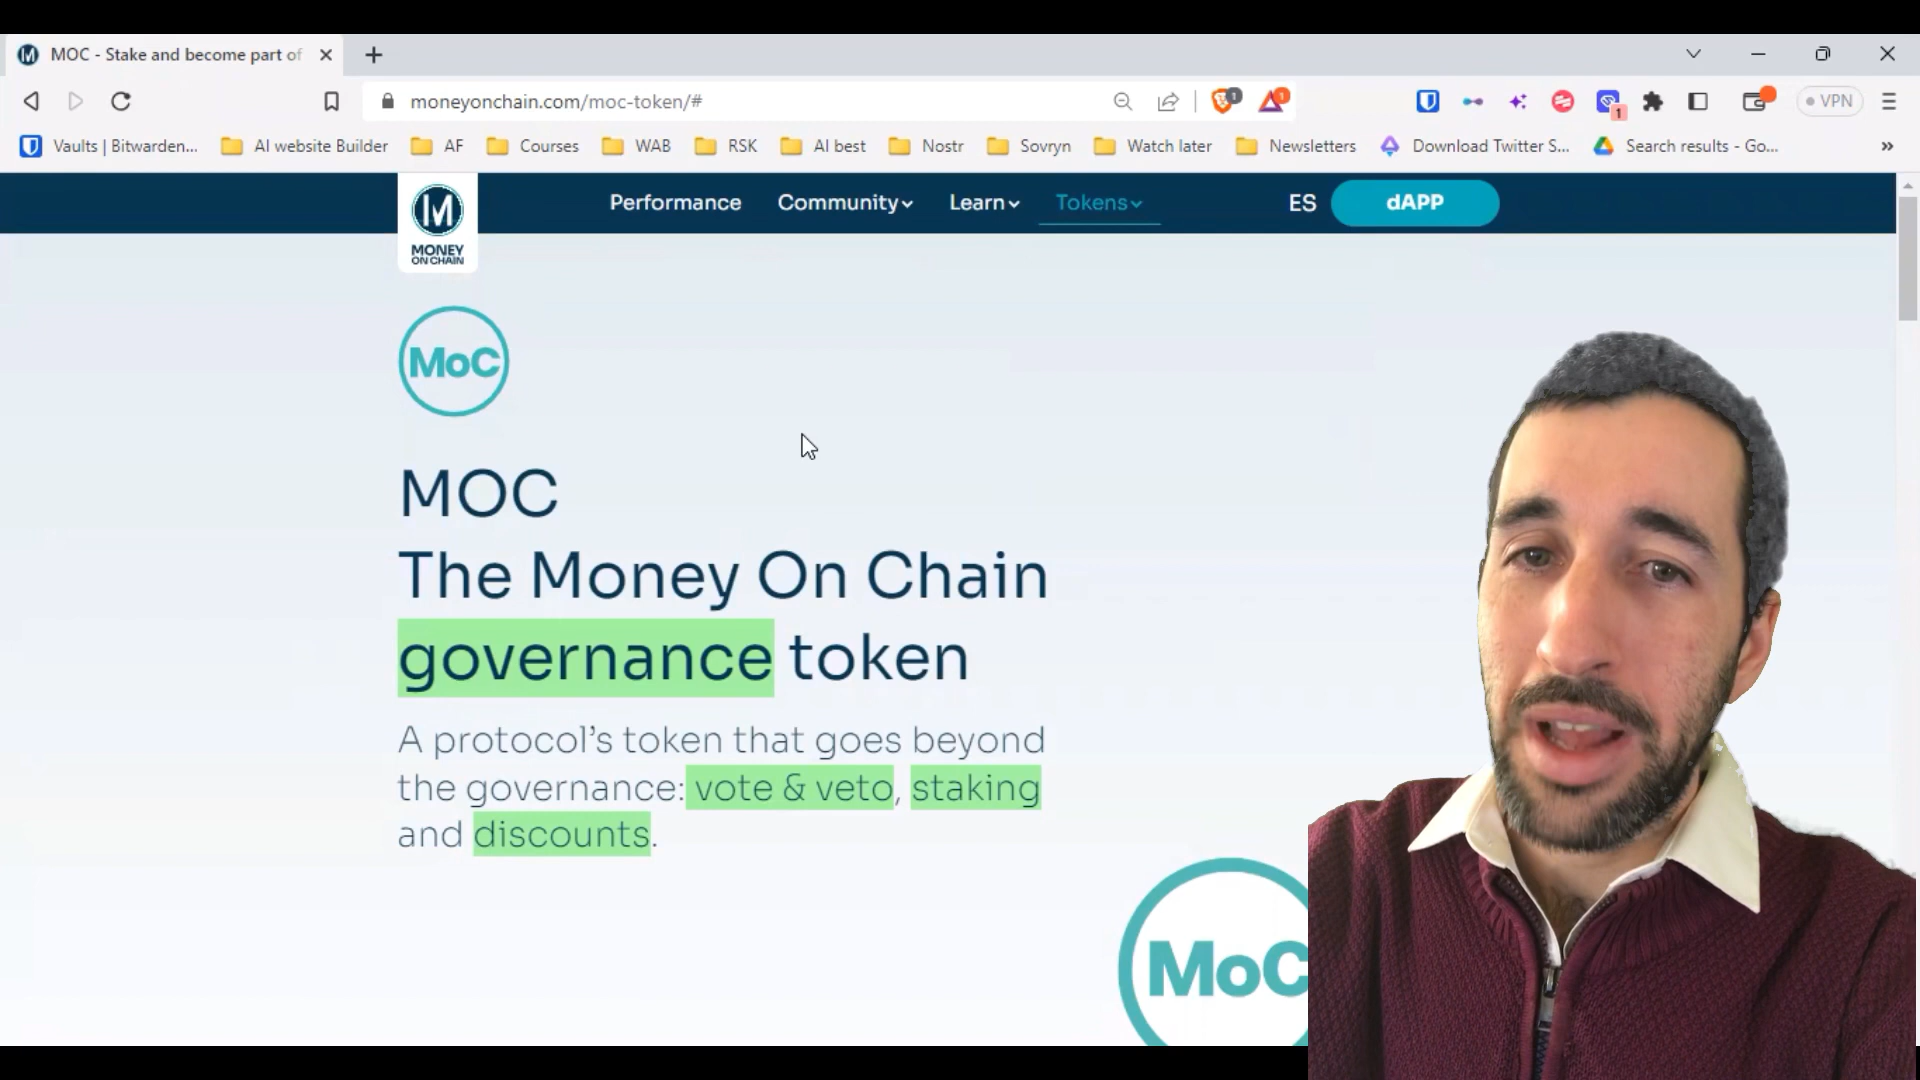 MOC - Stake and become part of
moneyonchain.com/moc-token/#
1
1
1
VPN
Vaults | Bitwarden...
AI website Builder
AF
Courses
WAB
RSK
AI best
Nostr
Sovryn
Watch later
Newsletters
Download Twitter S...
Search results - Go...
»
M
MONEY
ON CHAIN
Performance
Community
Learn
Tokens
ES
dAPP
MoC
MOC
The Money On Chain
governance token
A protocol’s token that goes beyond
the governance: vote & veto, staking
and discounts.
MoC